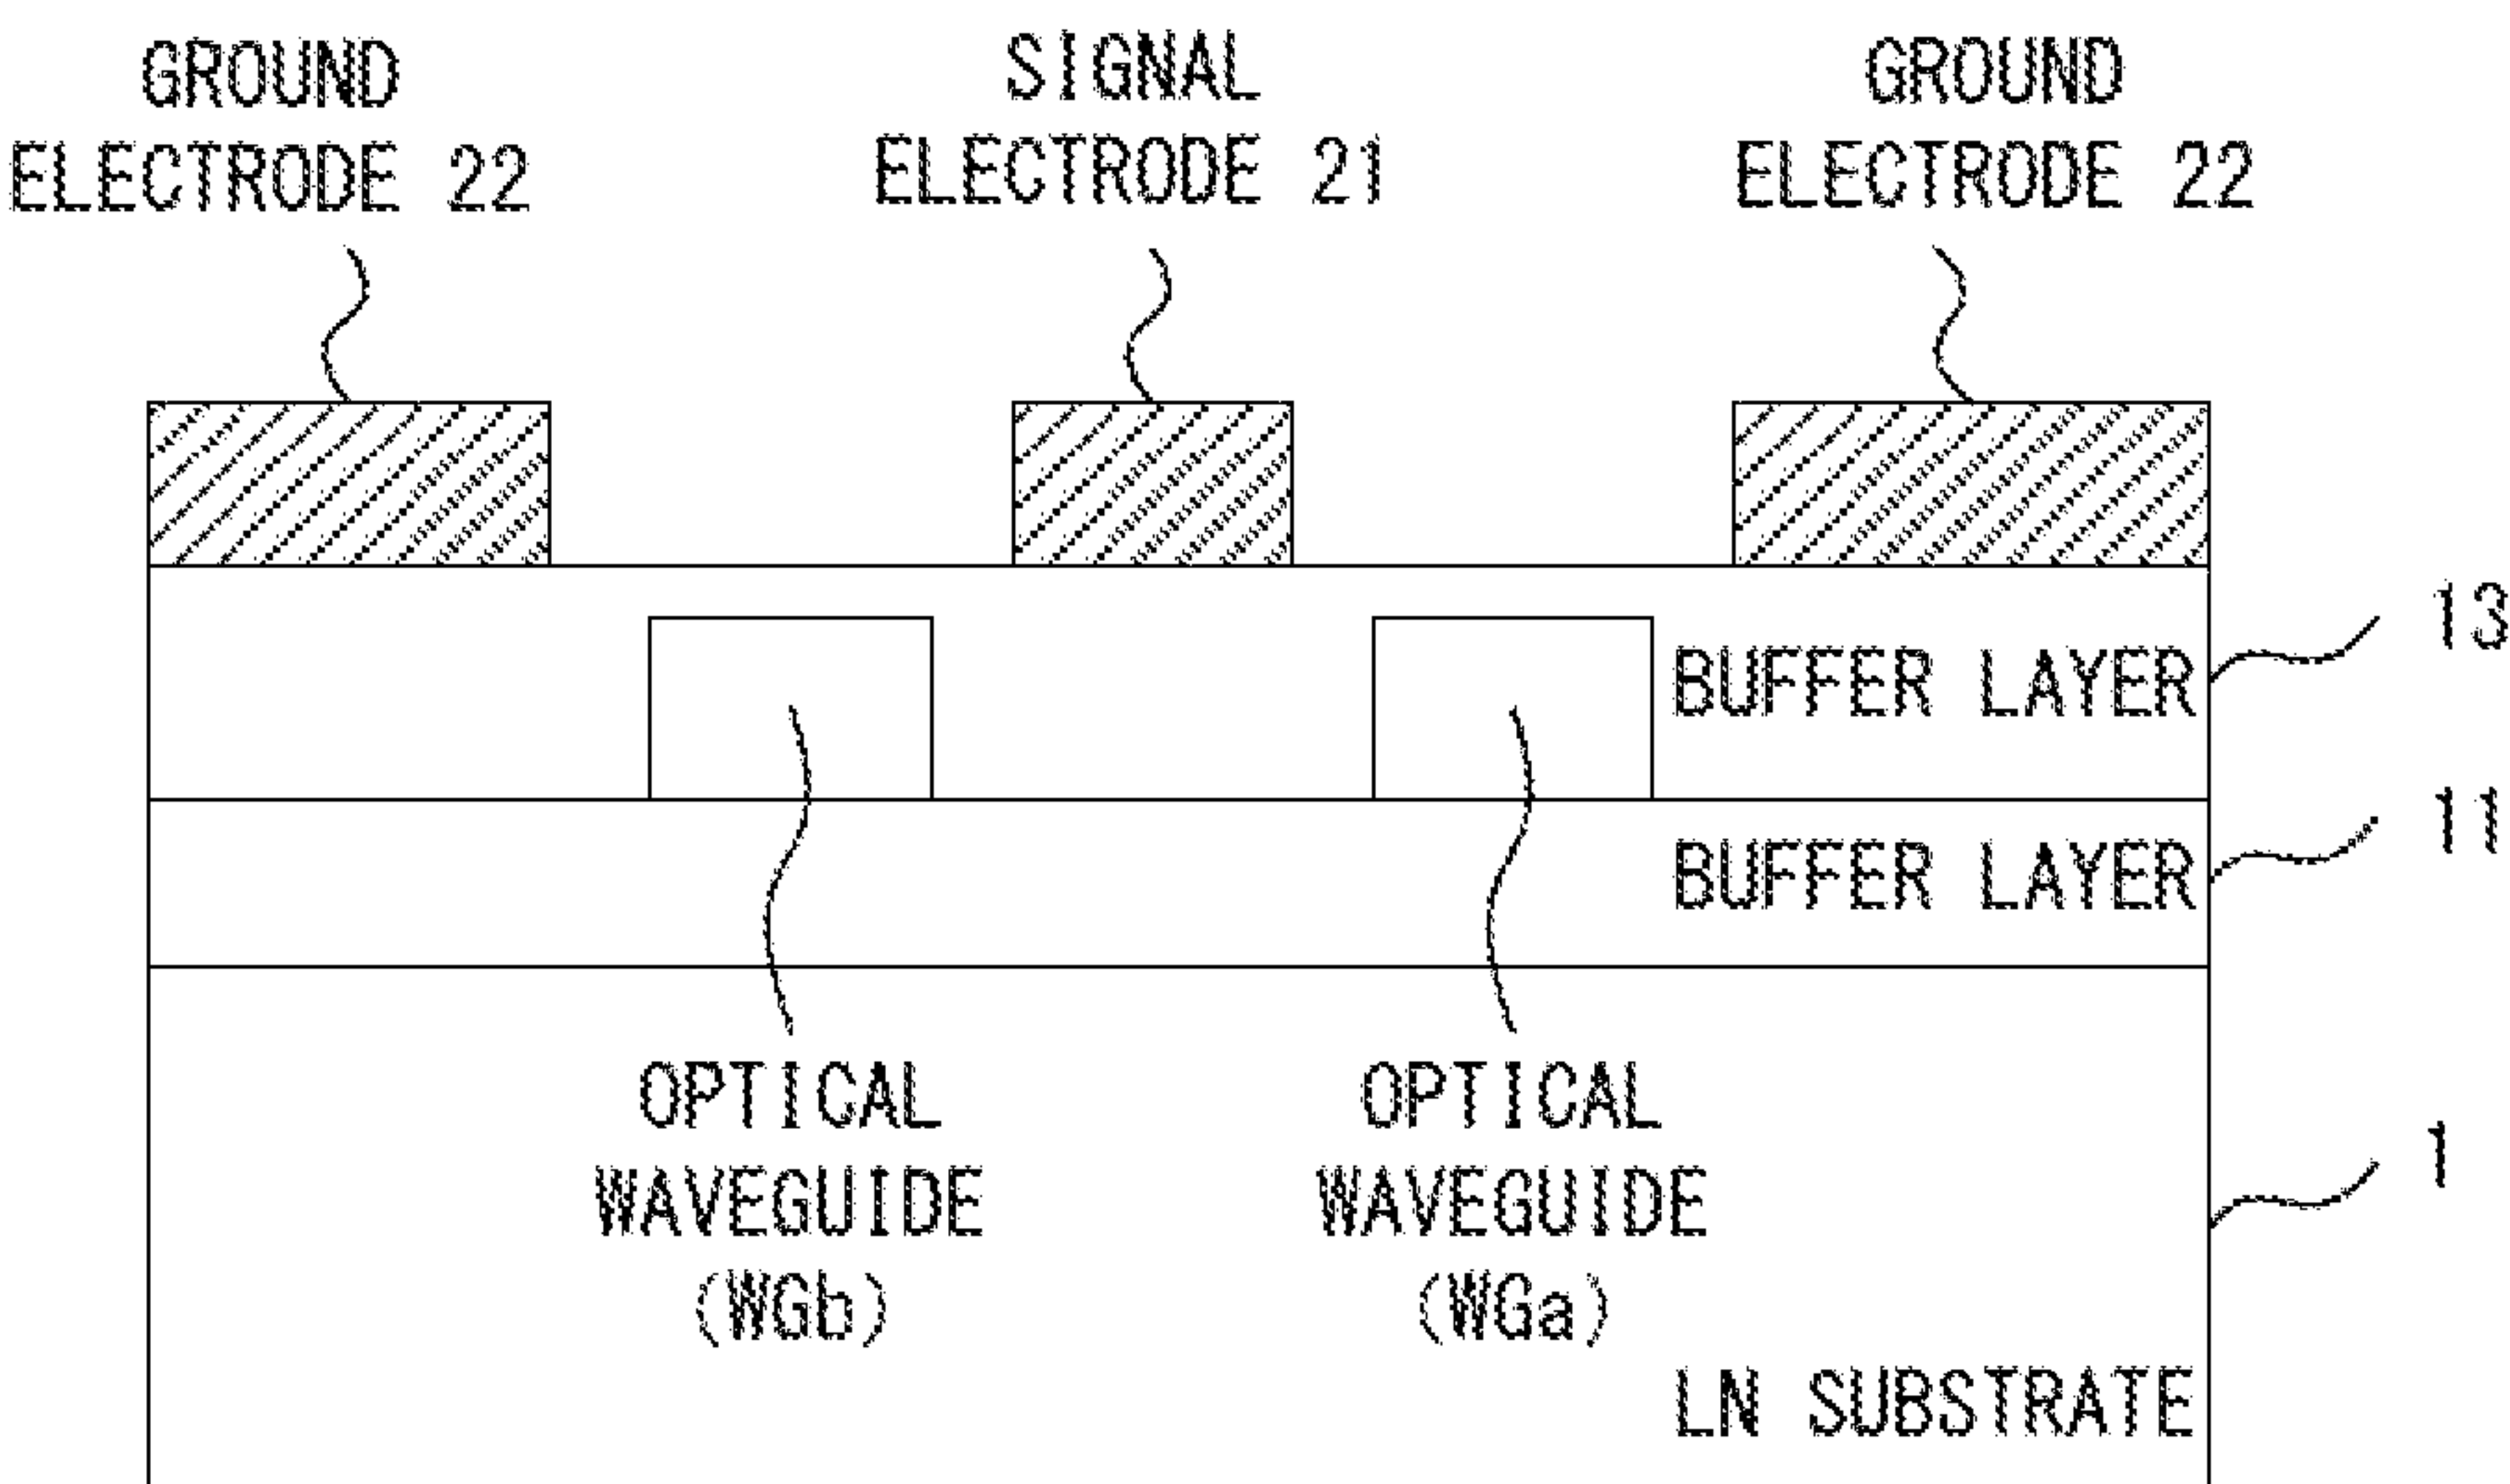 GROUND
ELECTRODE 22
SIGNAL
ELECTRODE 21
GROUND
ELECTRODE 22
13
BUFFER LAYER
11
BUFFER LAYER
OPTICAL
WAVEGUIDE
(WGb)
OPTICAL
WAVEGUIDE
(WGa)
1
LN SUBSTRATE